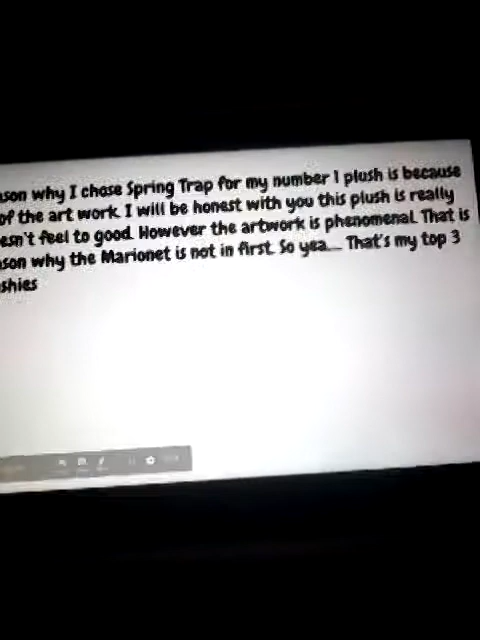 son why I chose Spring Trap for my number 1 plush is because
of the art work. I will be honest with you this plush is really
esn't feel to good. However the artwork is phenomenal. That is
son why the Marionet is not in first. So yea.... That's my top 3
shies